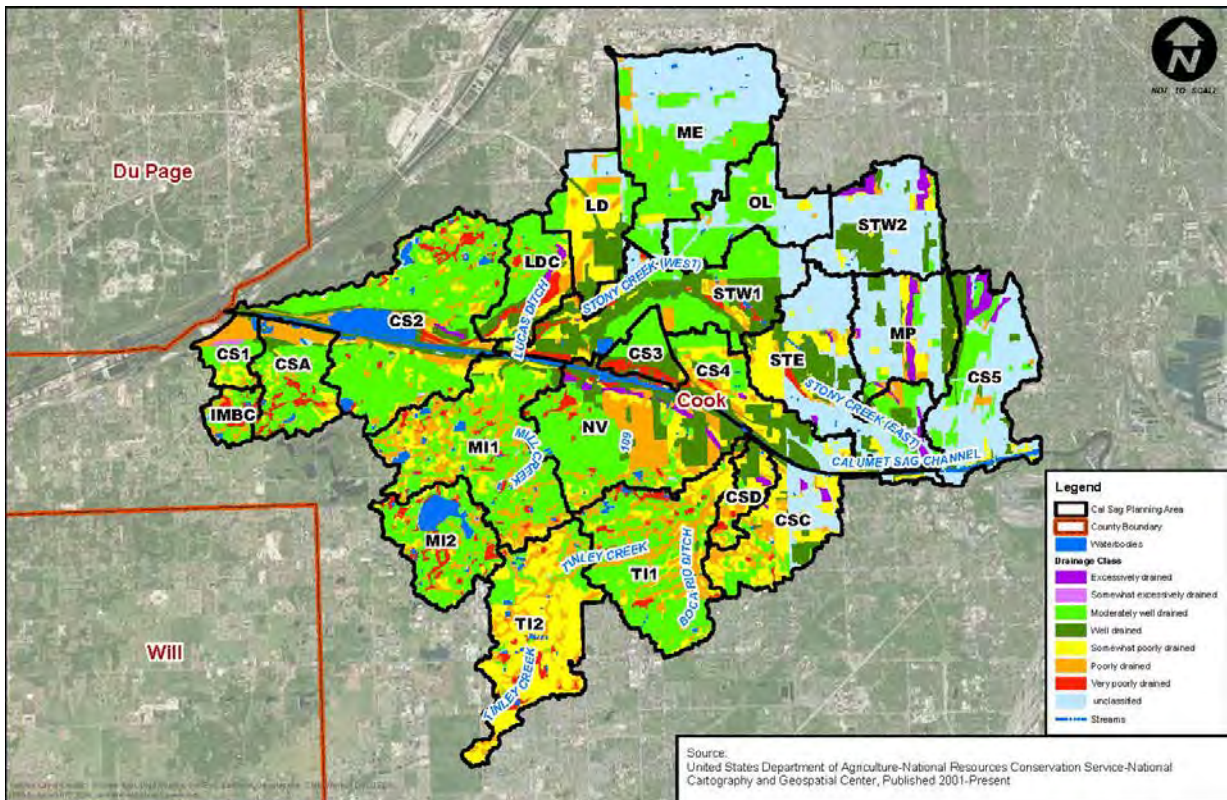 N
NOT TO SCALE
Du Page
ME
LD
OL
STW2
LDC
LUCAS DITCH
STONY CREEK (WEST)
STW1
CS2
CS3
MP
CS1
CSA
CS4
STE
CS5
IMBC
Cook
STONY CREEK (EAST)
MI1
MILL CREEK
NV
109
CALUMET SAG CHANNEL
CSD
CSC
MI2
TINLEY CREEK
TI1
BOCA RIO DITCH
TI2
Will
TINLEY CREEK
Legend
Cal Sag Planning Area
County Boundary
Waterbodies
Drainage Class
Excessively drained
Somewhat excessively drained
Moderately well drained
Well drained
Somewhat poorly drained
Poorly drained
Very poorly drained
unclassified
Streams
Source:
United States Department of Agriculture-National Resources Conservation Service-National
Cartography and Geospatial Center, Published 2001-Present